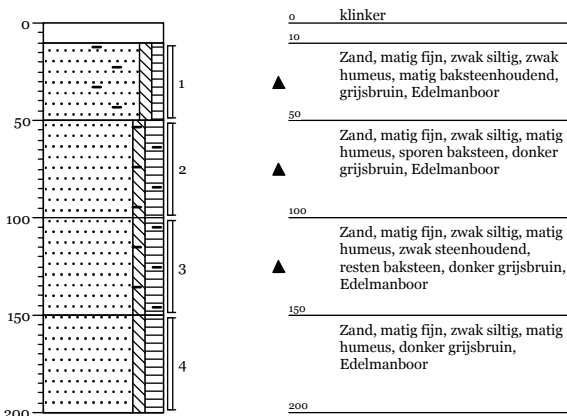 0
50
100
150
200
1
2
3
4
0
klinker
10
Zand, matig fijn, zwak siltig, zwak
humeus, matig baksteenhoudend,
grijsbruin, Edelmanboor
50
Zand, matig fijn, zwak siltig, matig
humeus, sporen baksteen, donker
grijsbruin, Edelmanboor
100
Zand, matig fijn, zwak siltig, matig
humeus, zwak steenhoudend,
resten baksteen, donker grijsbruin,
Edelmanboor
150
Zand, matig fijn, zwak siltig, matig
humeus, donker grijsbruin,
Edelmanboor
200